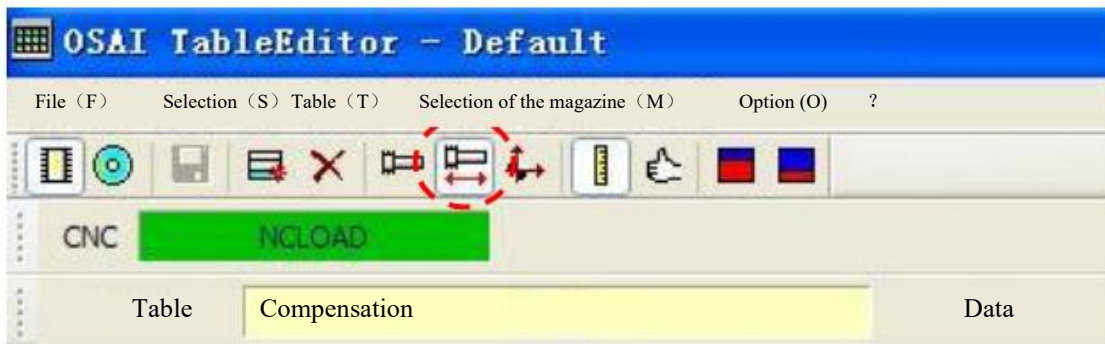 OSAI TableEditor - Default
File（F） Selection（S） Table（T） Selection of the magazine（M） Option (O) ?
CNC NCLOAD
Table Compensation Data